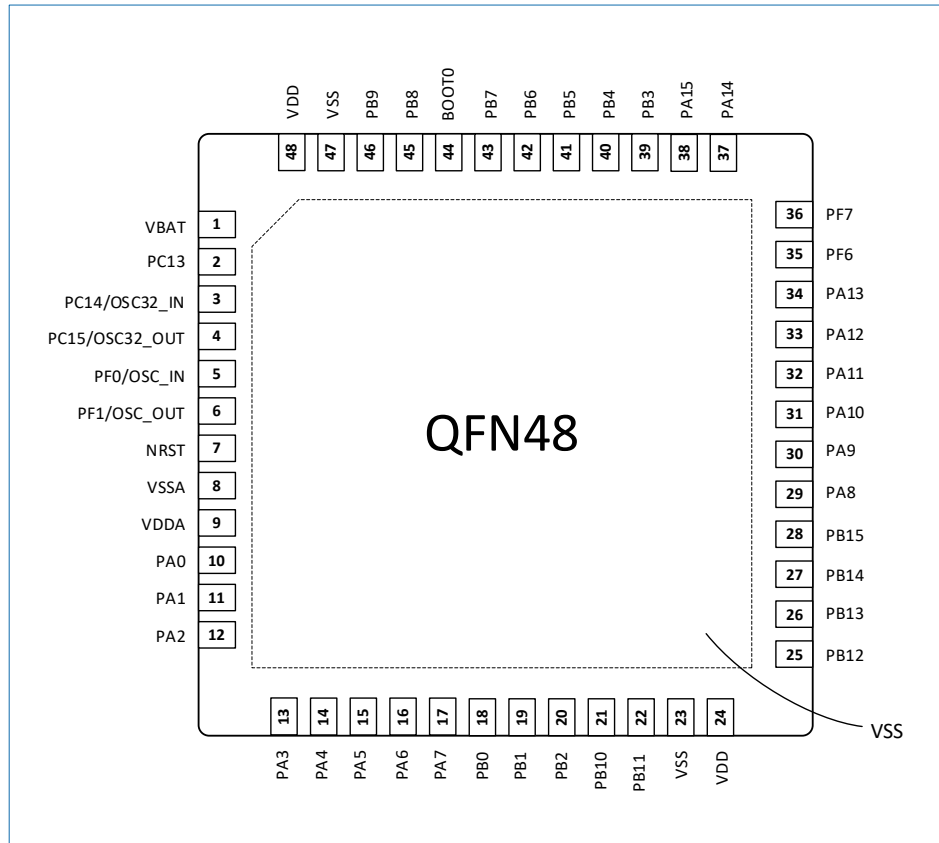 VDD
VSS
PB9
PB8
BOOT0
PB7
PB6
PB5
PB4
PB3
PA15
PA14
48
47
46
45
44
43
42
41
40
39
38
37
VBAT 1
PC13 2
PC14/OSC32_IN 3
PC15/OSC32_OUT 4
PF0/OSC_IN 5
PF1/OSC_OUT 6
NRST 7
VSSA 8
VDDA 9
PA0 10
PA1 11
PA2 12
QFN48
36 PF7
35 PF6
34 PA13
33 PA12
32 PA11
31 PA10
30 PA9
29 PA8
28 PB15
27 PB14
26 PB13
25 PB12
VSS
13
14
15
16
17
18
19
20
21
22
23
24
PA3
PA4
PA5
PA6
PA7
PB0
PB1
PB2
PB10
PB11
VSS
VDD